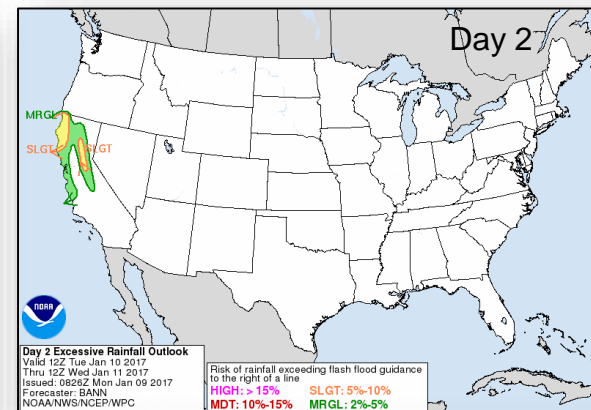 Day 2
MRGL
SLGT
SLGT
NOAA
Day 2 Excessive Rainfall Outlook
Valid 12Z Tue Jan 10 2017
Thru 12Z Wed Jan 11 2017
Issued: 0826Z Mon Jan 09 2017
Forecaster: BANN
NOAA/NWS/NCEP/WPC
Risk of rainfall exceeding flash flood guidance
to the right of a line
HIGH: > 15% SLGT: 5%-10%
MDT: 10%-15% MRGL: 2%-5%